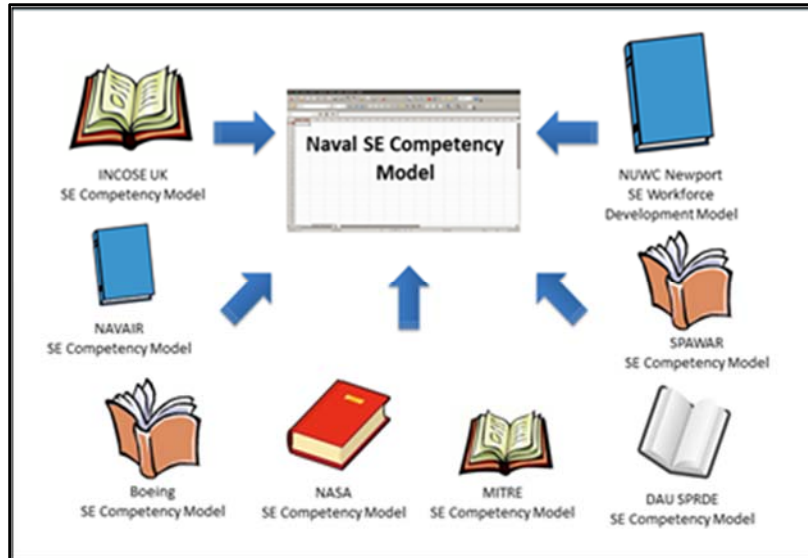 Naval SE Competency
Model
INCOSE UK
SE Competency Model
NUWC Newport
SE Workforce
Development Model
NAVAIR
SE Competency Model
SPAWAR
SE Competency Model
Boeing
SE Competency Model
NASA
SE Competency Model
MITRE
SE Competency Model
DAU SPRDE
SE Competency Model